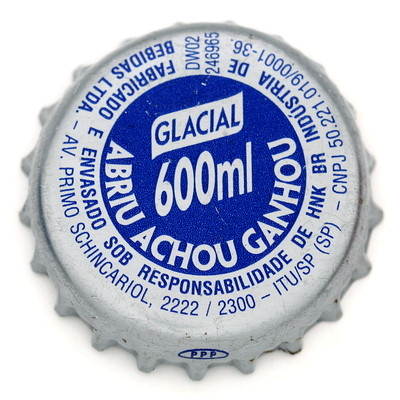 GLACIAL
600ml
ABRIU ACHOU GANHOU
FABRICADO E ENVASADO SOB RESPONSABILIDADE DE HNK BR INDUSTRIA DE
BEBIDAS LTDA. – AV. PRIMO SCHINCARIOL, 2222 / 2300 – ITU/SP (SP) – CNPJ 50.221.019/0001-36.
DW02
246965
PPP